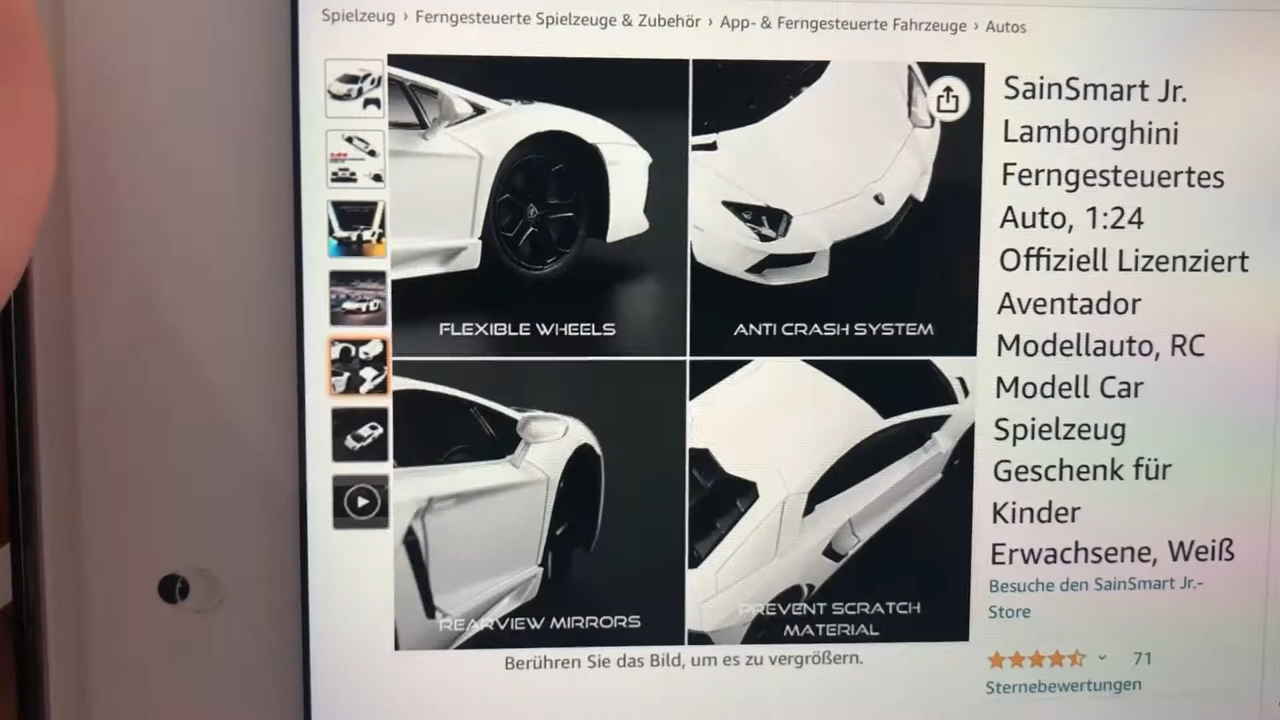 Spielzeug › Ferngesteuerte Spielzeuge & Zubehör › App- & Ferngesteuerte Fahrzeuge › Autos
SainSmart Jr.
Lamborghini
Ferngesteuertes
Auto, 1:24
Offiziell Lizenziert
Aventador
Modellauto, RC
Modell Car
Spielzeug
Geschenk für
Kinder
Erwachsene, Weiß
Besuche den SainSmart Jr.-
Store
71
Sternebewertungen
FLEXIBLE WHEELS
ANTI CRASH SYSTEM
REARVIEW MIRRORS
PREVENT SCRATCH
MATERIAL
Berühren Sie das Bild, um es zu vergrößern.